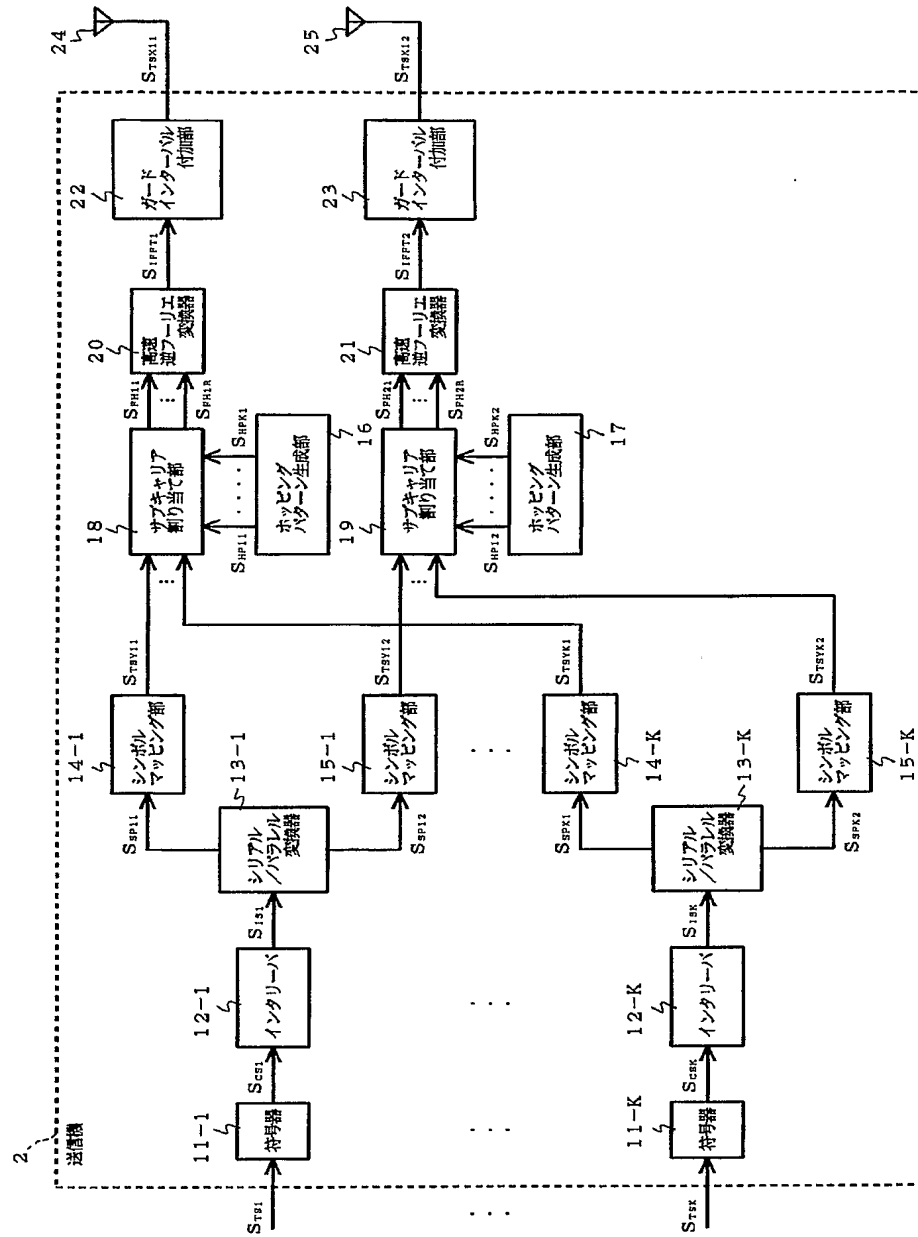 2
送信機
STS1
11-1
符号器
SCS1
12-1
インタリーバ
SIS1
13-1
シリアル
／パラレル
変換器
SSP11
SSP12
14-1
シンボル
マッピング部
STSY11
15-1
シンボル
マッピング部
STSY12
. . .
. . .
. . .
. . .
STSK
11-K
符号器
SCSK
12-K
インタリーバ
SISK
13-K
シリアル
／パラレル
変換器
SSPK1
SSPK2
14-K
シンボル
マッピング部
STSYK1
15-K
シンボル
マッピング部
STSYK2
18
サブキャリア
割り当て部
...
SHP11
. . . .
SHPK1
16
ホッピング
パターン生成部
SFH11
...
SFH1R
20
高速
逆フーリエ
変換器
SIFFT1
22
ガード
インターバル
付加部
STSX11
24
19
サブキャリア
割り当て部
...
SHP12
. . . .
SHPK2
17
ホッピング
パターン生成部
SFH21
...
SFH2R
21
高速
逆フーリエ
変換器
SIFFT2
23
ガード
インターバル
付加部
STSX12
25